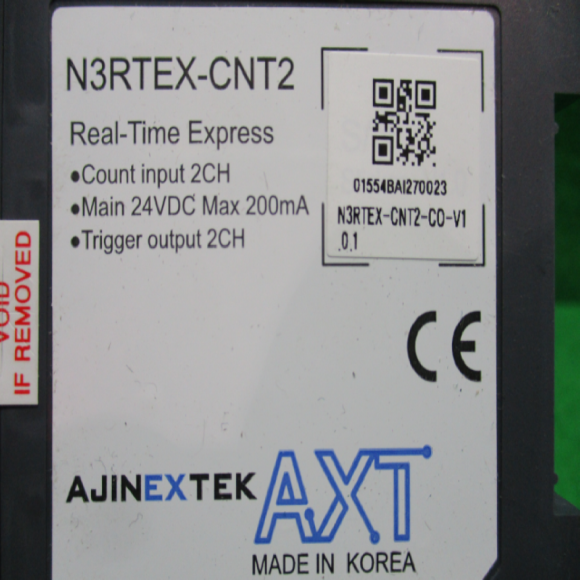 N3RTEX-CNT2
Real-Time Express
•Count input 2CH
•Main 24VDC Max 200mA
•Trigger output 2CH
01554BAI270023
N3RTEX-CNT2-CO-V1
.0.1
VOID
IF REMOVED
CE
AJINEXTEK
AXT
MADE IN KOREA